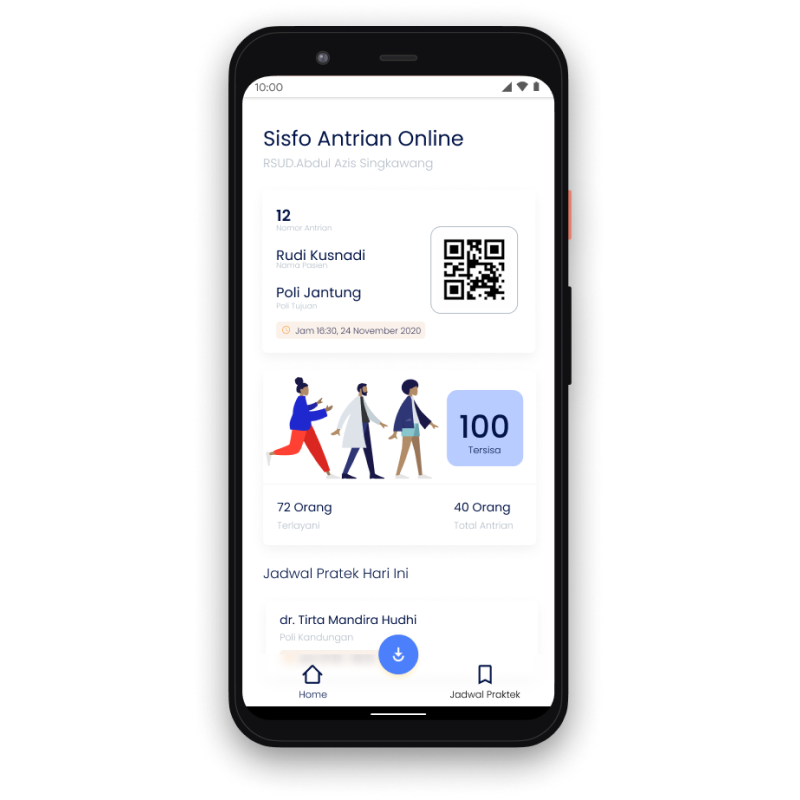 10:00
Sisfo Antrian Online
RSUD.Abdul Azis Singkawang
12
Nomor Antrian
Rudi Kusnadi
Nama Pasien
Poli Jantung
Poli Tujuan
Jam 16:30, 24 November 2020
100
Tersisa
72 Orang
40 Orang
Terlayani
Total Antrian
Jadwal Pratek Hari Ini
dr. Tirta Mandira Hudhi
Poli Kandungan
Home
Jadwal Praktek